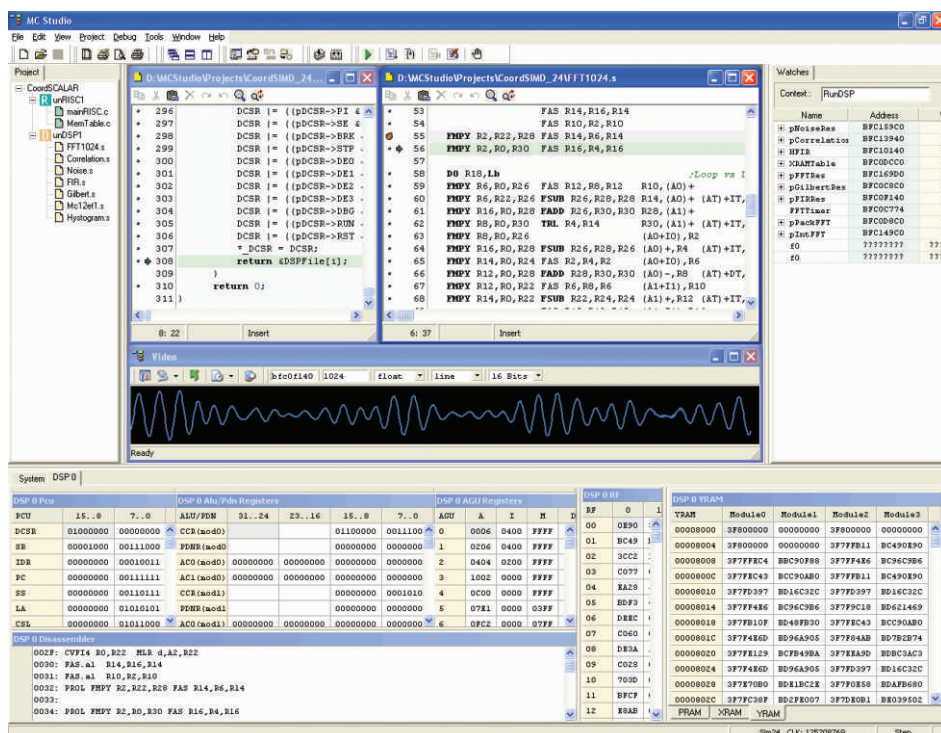 MC Studio
File Edit View Project Debug Tools Window Help
Project
CoordSCALAR
unRISC1
mainRISC.c
MemTable.c
unDSP1
FFT1024.s
Correlation.s
Noise.s
FIR.s
Gilbert.s
Mc12et1.s
Hystogram.s
D:\MCStudio\Projects\CoordSIMD_24...
296 DCSR |= ((pDCSR->PI &
297 DCSR |= ((pDCSR->SE &
298 DCSR |= ((pDCSR->BRK
299 DCSR |= ((pDCSR->STP
300 DCSR |= ((pDCSR->DE0
301 DCSR |= ((pDCSR->DE1
302 DCSR |= ((pDCSR->DE2
303 DCSR |= ((pDCSR->DE3
304 DCSR |= ((pDCSR->DBG
305 DCSR |= ((pDCSR->RUN
306 DCSR |= ((pDCSR->RST
307 *_DCSR = DCSR;
308 return &DSPFile[i];
309 }
310 return 0;
311 }
8: 22 Insert
D:\MCStudio\Projects\CoordSIMD_24\FFT1024.s
53 FAS R14,R16,R14
54 FAS R10,R2,R10
55 FMPY R2,R22,R28 FAS R14,R6,R14
56 FMPY R2,R0,R30 FAS R16,R4,R16
57
58 DO R18,Lb ;Loop vs
59 FMPY R6,R0,R26 FAS R12,R8,R12 R10,(A0)+
60 FMPY R6,R22,R26 FSUB R26,R28,R28 R14,(A0)+ (AT)+IT,
61 FMPY R16,R0,R28 FADD R26,R30,R30 R28,(A1)+
62 FMPY R8,R0,R30 TRL R4,R14 R30,(A1)+ (AT)+IT,
63 FMPY R8,R0,R26 (A0+I0),R2
64 FMPY R16,R0,R28 FSUB R26,R28,R26 (A0)+,R4 (AT)+IT,
65 FMPY R14,R0,R24 FAS R2,R4,R2 (A0+I0),R6
66 FMPY R12,R0,R28 FADD R28,R30,R30 (A0)-,R8 (AT)+DT,
67 FMPY R12,R0,R22 FAS R6,R8,R6 (A1+I1),R10
68 FMPY R14,R0,R22 FSUB R22,R24,R24 (A1)+,R12 (AT)+IT,
6: 37 Insert
Watches
Context: RunDSP
Name Address
pNoiseRes BFC159C0
pCorrelation BFC13940
HFIR BFC10140
XRAMTable BFC0DCC0
pFFTRes BFC169D0
pGilbertRes BFC0C8C0
pFIRRes BFC0F140
FFTTimer BFC0C774
pPackFFT BFC0D8C0
pIntFFT BFC149C0
f0 ????????
f0 ????????
Video
bfc0f140 1024 float line 16 Bits
Ready
System DSP 0
DSP 0 Pcu
PCU 15..8 7..0
DCSR 01000000 00000000
SR 00001000 00111000
IDR 00000000 00010011
PC 00000000 00111111
SS 00000000 00110111
LA 00000000 01010101
CSL 00000000 01011000
DSP 0 Alu/Pdn Registers
ALU/PDN 31..24 23..16 15..8 7..0
CCR(mod0) 01100000 0011100
PDNR(mod0 00000000 0000000
AC0(mod0) 00000000 00000000 00000000 0000000
AC1(mod0) 00000000 00000000 00000000 0000000
CCR(mod1 00000000 0001010
PDNR(mod1 00000000 0000000
AC0(mod1) 00000000 00000000 00000000 0000000
DSP 0 AGU Registers
AGU A I M D
0 0006 0400 FFFF
1 0206 0400 FFFF
2 0404 0200 FFFF
3 1002 0000 FFFF
4 0C00 0000 FFFF
5 07E1 0000 03FF
6 0FC2 0000 07FF
DSP 0 RF
RF 0 1
00 0E90
01 BC49
02 3CC2
03 C077
04 EA28
05 BDF3
06 DEEC
07 C060
08 DE3A
09 C028
10 703D
11 BFCF
12 E8AB
DSP 0 YRAM
YRAM Module0 Module1 Module2 Module3
00008000 3F800000 00000000 3F800000 00000000
00008004 3F800000 00000000 3F7FFB11 BC490E90
00008008 3F7FFEC4 BBC90F88 3F7FF4E6 BC96C9B6
0000800C 3F7FEC43 BCC90AB0 3F7FFB11 BC490E90
00008010 3F7FD397 BD16C32C 3F7FD397 BD16C32C
00008014 3F7FF4E6 BC96C9B6 3F7F9C18 BD621469
00008018 3F7FB10F BD48FB30 3F7FEC43 BCC90AB0
0000801C 3F7F4E6D BD96A905 3F7F84AB BD7B2B74
00008020 3F7FE129 BCFB49BA 3F7EEA9D BDBC3AC3
00008024 3F7F4E6D BD96A905 3F7FD397 BD16C32C
00008028 3F7E70B0 BDE1BC2E 3F7F0E58 BDAFB680
0000802C 3F7FC38F BD2FE007 3F7DE0B1 BE039502
PRAM XRAM YRAM
DSP 0 Disassembler
002F: CVFI4 R0,R22 MLR d,A2,R22
0030: FAS.al R14,R16,R14
0031: FAS.al R10,R2,R10
0032: PROL FMPY R2,R22,R28 FAS R14,R6,R14
0033:
0034: PROL FMPY R2,R0,R30 FAS R16,R4,R16